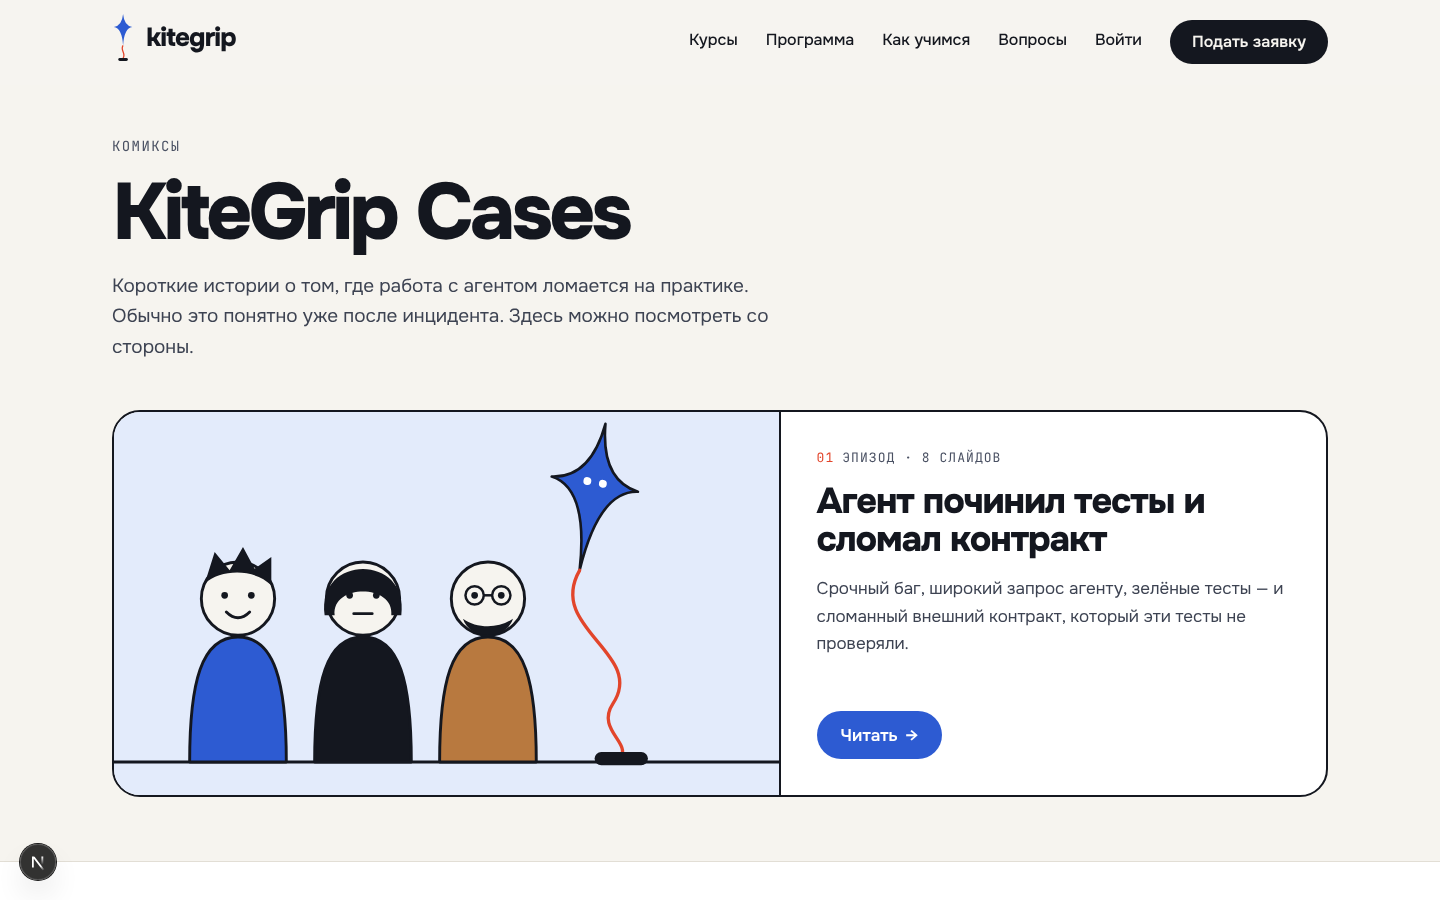 kitegrip
Курсы Программа Как учимся Вопросы Войти Подать заявку
КОМИКСЫ
KiteGrip Cases
Короткие истории о том, где работа с агентом ломается на практике.
Обычно это понятно уже после инцидента. Здесь можно посмотреть со
стороны.
01 ЭПИЗОД · 8 СЛАЙДОВ
Агент починил тесты и
сломал контракт
Срочный баг, широкий запрос агенту, зелёные тесты — и
сломанный внешний контракт, который эти тесты не
проверяли.
Читать →
N